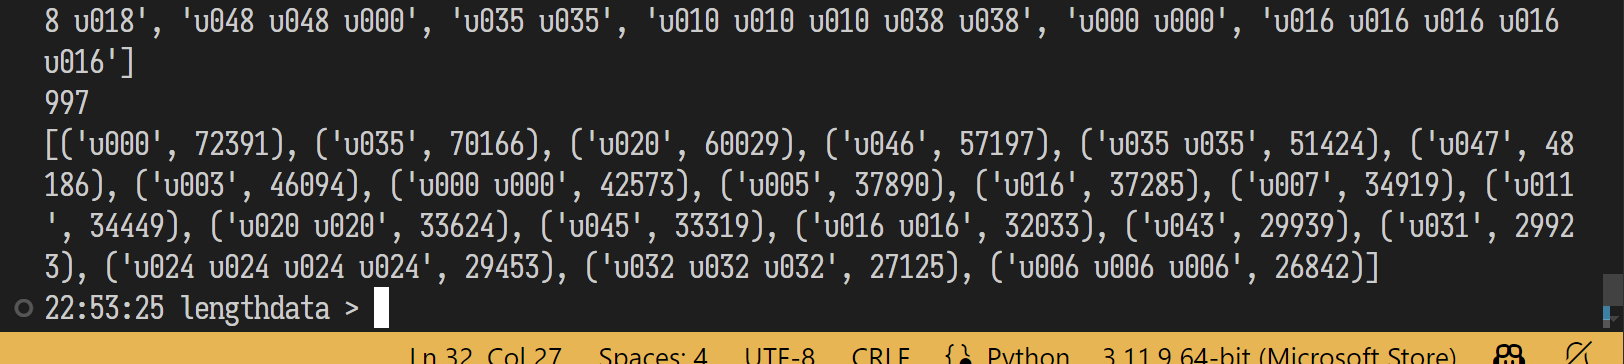 8 u018', 'u048 u048 u000', 'u035 u035', 'u010 u010 u010 u038 u038', 'u000 u000', 'u016 u016 u016 u016
u016']
997
[('u000', 72391), ('u035', 70166), ('u020', 60029), ('u046', 57197), ('u035 u035', 51424), ('u047', 48
186), ('u003', 46094), ('u000 u000', 42573), ('u005', 37890), ('u016', 37285), ('u007', 34919), ('u011
', 34449), ('u020 u020', 33624), ('u045', 33319), ('u016 u016', 32033), ('u043', 29939), ('u031', 2992
3), ('u024 u024 u024 u024', 29453), ('u032 u032 u032', 27125), ('u006 u006 u006', 26842)]
22:53:25 lengthdata >
Ln 32, Col 27 Spaces: 4 UTF-8 CRLF Python 3.11.9 64-bit (Microsoft Store)